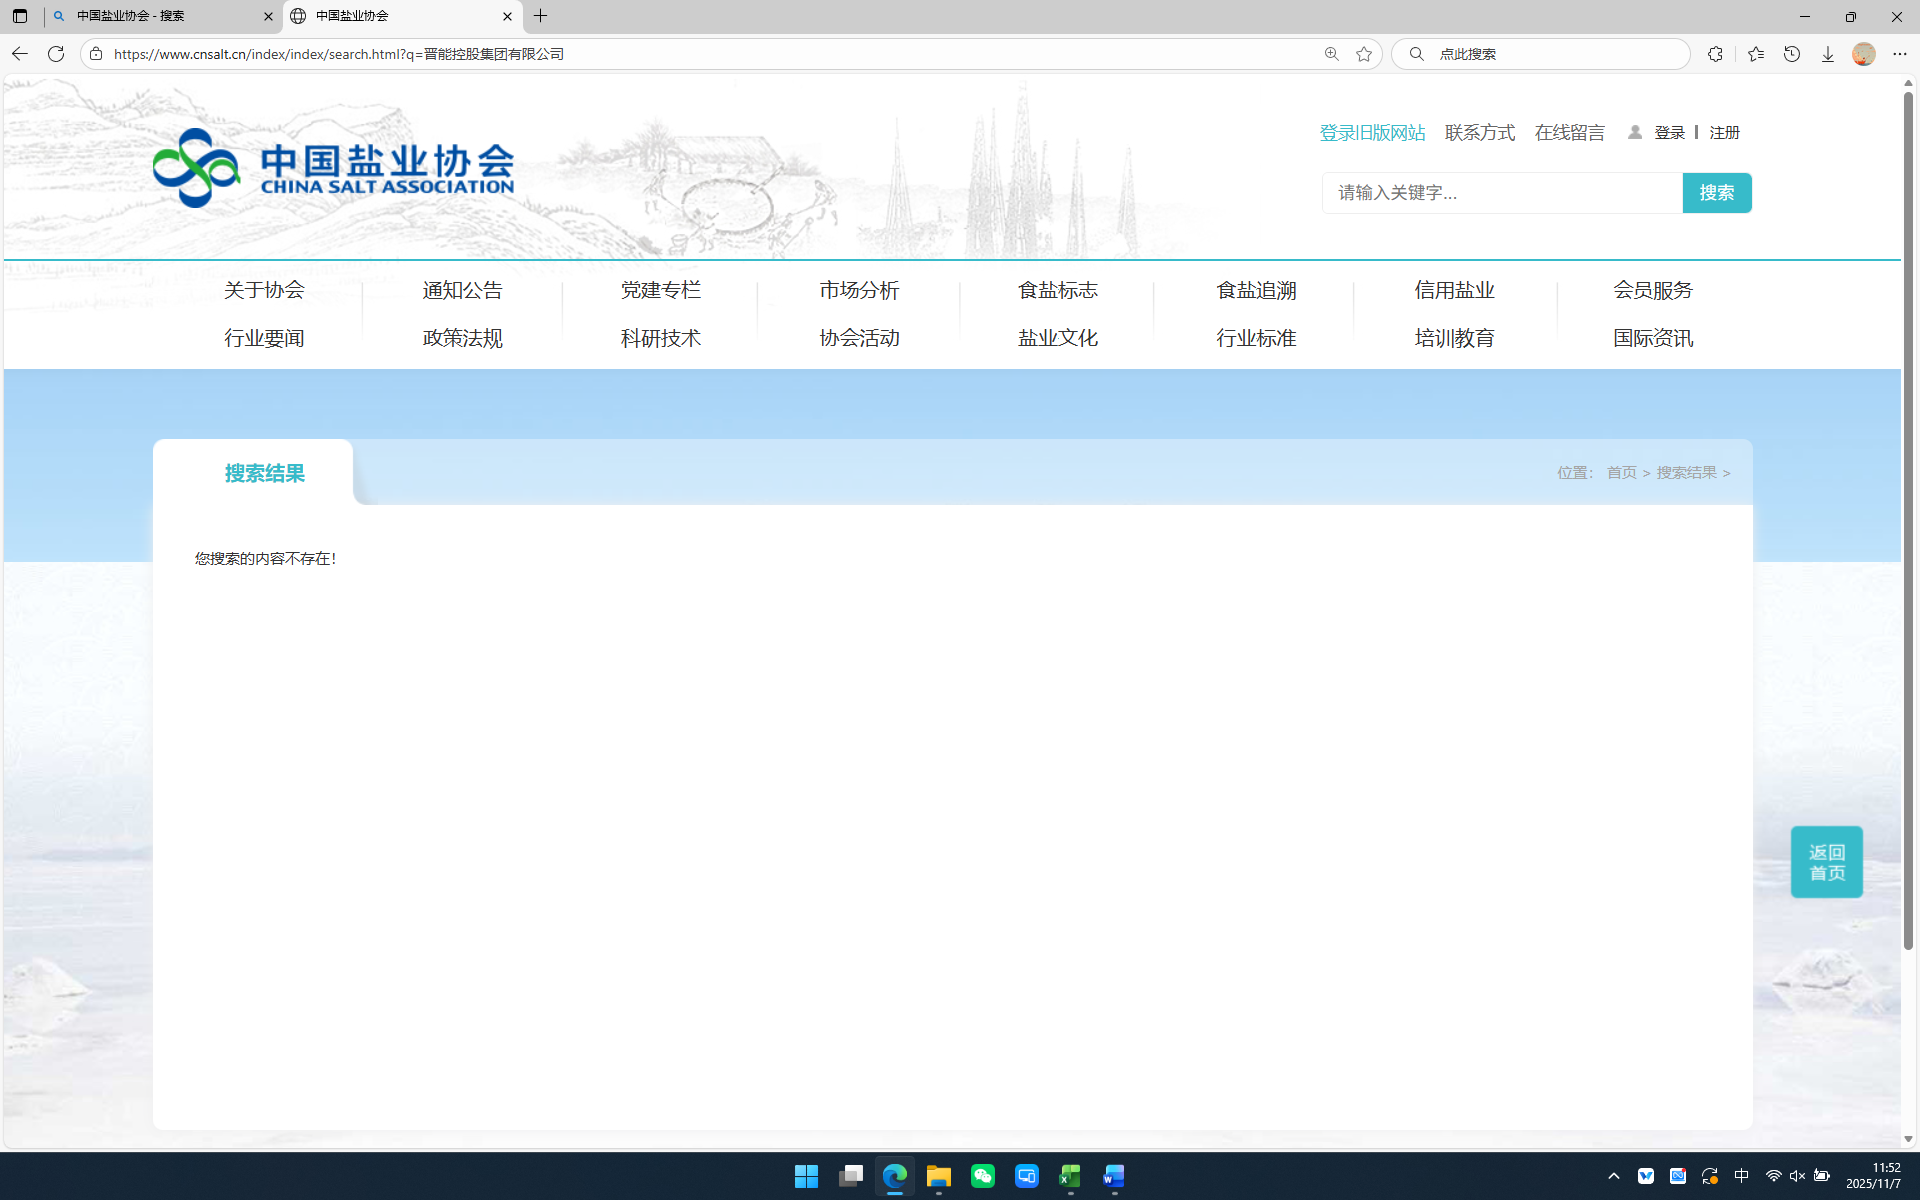 中国盐业协会 - 搜索
中国盐业协会
https://www.cnsalt.cn/index/index/search.html?q=晋能控股集团有限公司
点此搜索
中国盐业协会
CHINA SALT ASSOCIATION
登录旧版网站 联系方式 在线留言 登录 | 注册
请输入关键字... 搜索
关于协会 通知公告 党建专栏 市场分析 食盐标志 食盐追溯 信用盐业 会员服务
行业要闻 政策法规 科研技术 协会活动 盐业文化 行业标准 培训教育 国际资讯
搜索结果
位置： 首页 > 搜索结果 >
您搜索的内容不存在！
返回
首页
中
11:52
2025/11/7